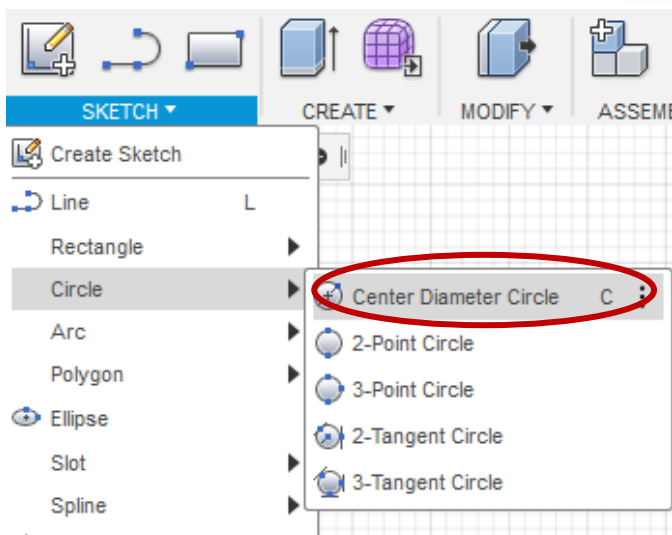 SKETCH CREATE MODIFY ASSEME
Create Sketch
Line L
Rectangle
Circle
Arc
Polygon
Ellipse
Slot
Spline
Center Diameter Circle C
2-Point Circle
3-Point Circle
2-Tangent Circle
3-Tangent Circle